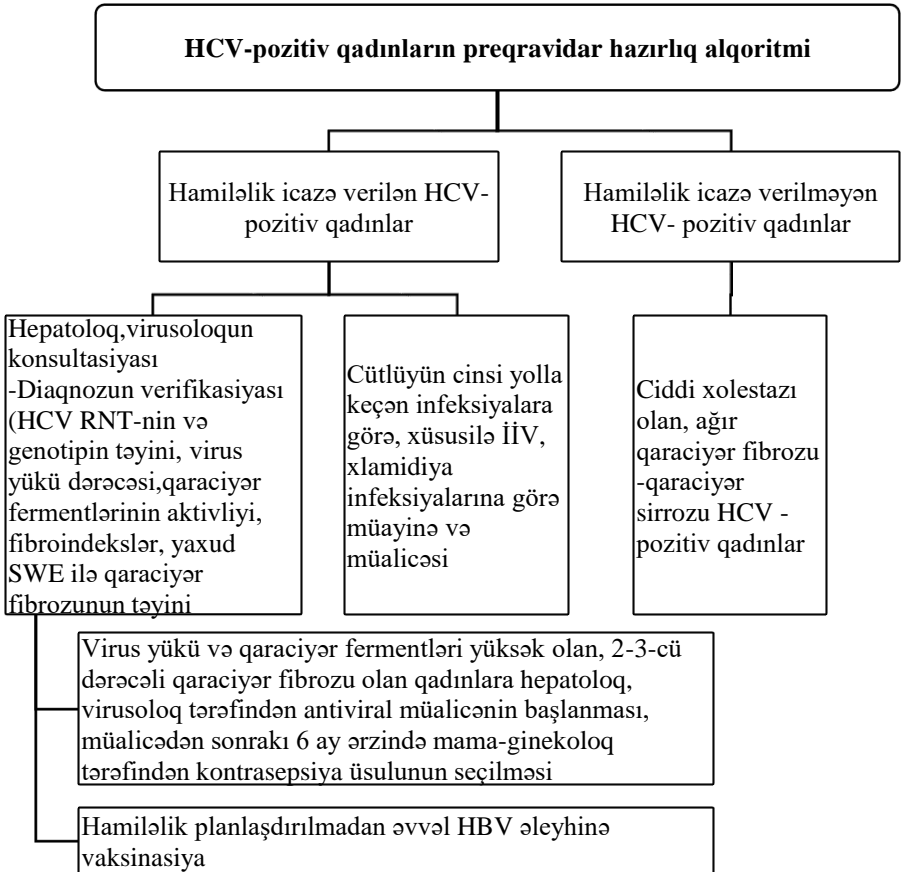 HCV-pozitiv qadınların preqravidar hazırlıq alqoritmi
Hamiləlik icazə verilən HCV-
pozitiv qadınlar
Hamiləlik icazə verilməyən
HCV- pozitiv qadınlar
Hepatoloq,virusoloqun
konsultasiyası
-Diaqnozun verifikasiyası
(HCV RNT-nin və
genotipin təyini, virus
yükü dərəcəsi,qaraciyər
fermentlərinin aktivliyi,
fibroindekslər, yaxud
SWE ilə qaraciyər
fibrozunun təyini
Cütlüyün cinsi yolla
keçən infeksiyalara
görə, xüsusilə İİV,
xlamidiya
infeksiyalarına görə
müayinə və
müalicəsi
Ciddi xolestazı
olan, ağır
qaraciyər fibrozu
-qaraciyər
sirrozu HCV -
pozitiv qadınlar
Virus yükü və qaraciyər fermentləri yüksək olan, 2-3-cü
dərəcəli qaraciyər fibrozu olan qadınlara hepatoloq,
virusoloq tərəfindən antiviral müalicənin başlanması,
müalicədən sonrakı 6 ay ərzində mama-ginekoloq
tərəfindən kontrasepsiya üsulunun seçilməsi
Hamiləlik planlaşdırılmadan əvvəl HBV əleyhinə
vaksinasiya